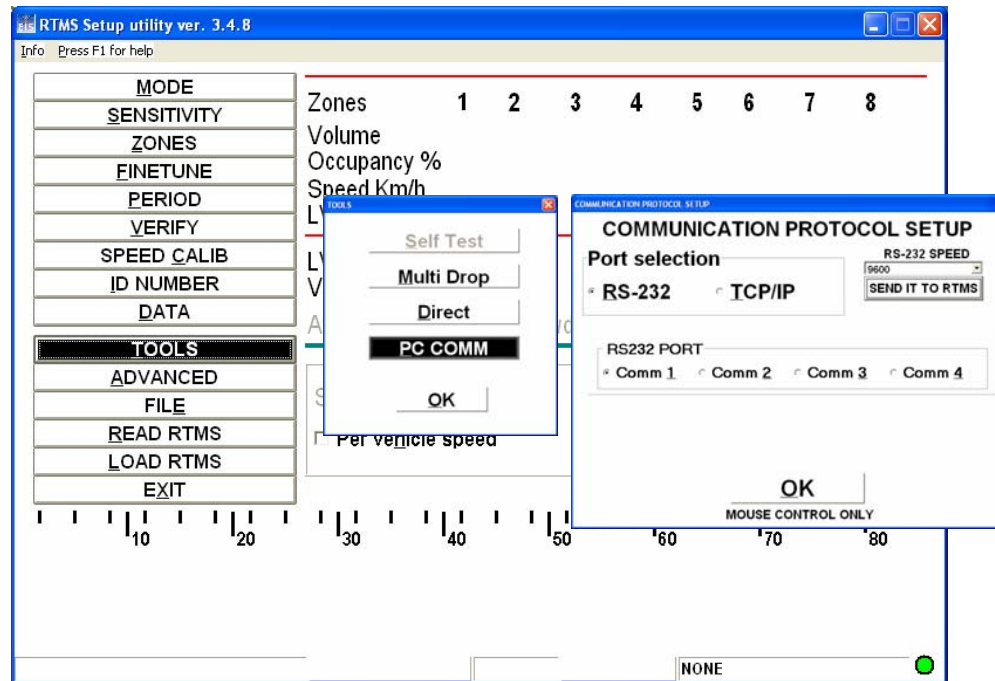 RTMS Setup utility ver. 3.4.8
Info Press F1 for help
MODE
SENSITIVITY
ZONES
FINETUNE
PERIOD
VERIFY
SPEED CALIB
ID NUMBER
DATA
TOOLS
ADVANCED
FILE
READ RTMS
LOAD RTMS
EXIT
Zones 1 2 3 4 5 6 7 8
Volume
Occupancy %
Speed Km/h
Per vehicle speed
TOOLS
Self Test
Multi Drop
Direct
PC COMM
OK
COMMUNICATION PROTOCOL SETUP
COMMUNICATION PROTOCOL SETUP
Port selection
RS-232 TCP/IP
RS-232 SPEED
9600
SEND IT TO RTMS
RS232 PORT
Comm 1 Comm 2 Comm 3 Comm 4
OK
MOUSE CONTROL ONLY
10 20 30 40 50 60 70 80
NONE